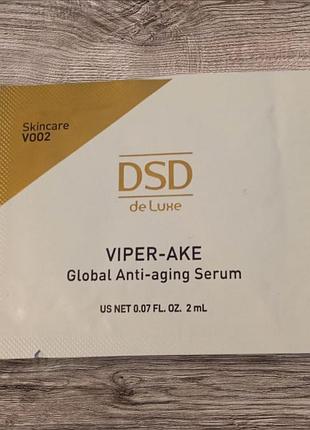 Skincare
V002
DSD
de Luxe
VIPER-AKE
Global Anti-aging Serum
US NET 0.07 FL. OZ. 2 mL